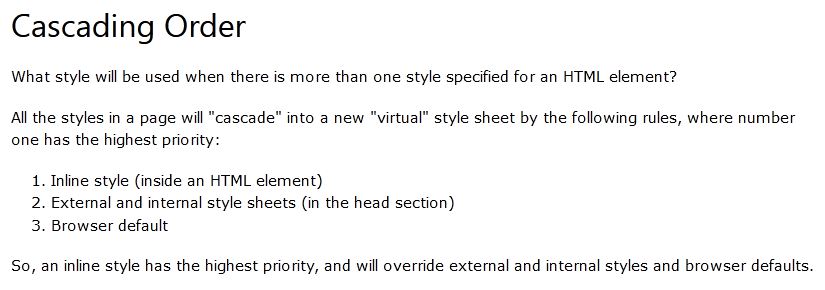 Cascading Order
What style will be used when there is more than one style specified for an HTML element?
All the styles in a page will "cascade" into a new "virtual" style sheet by the following rules, where number
one has the highest priority:
1. Inline style (inside an HTML element)
2. External and internal style sheets (in the head section)
3. Browser default
So, an inline style has the highest priority, and will override external and internal styles and browser defaults.